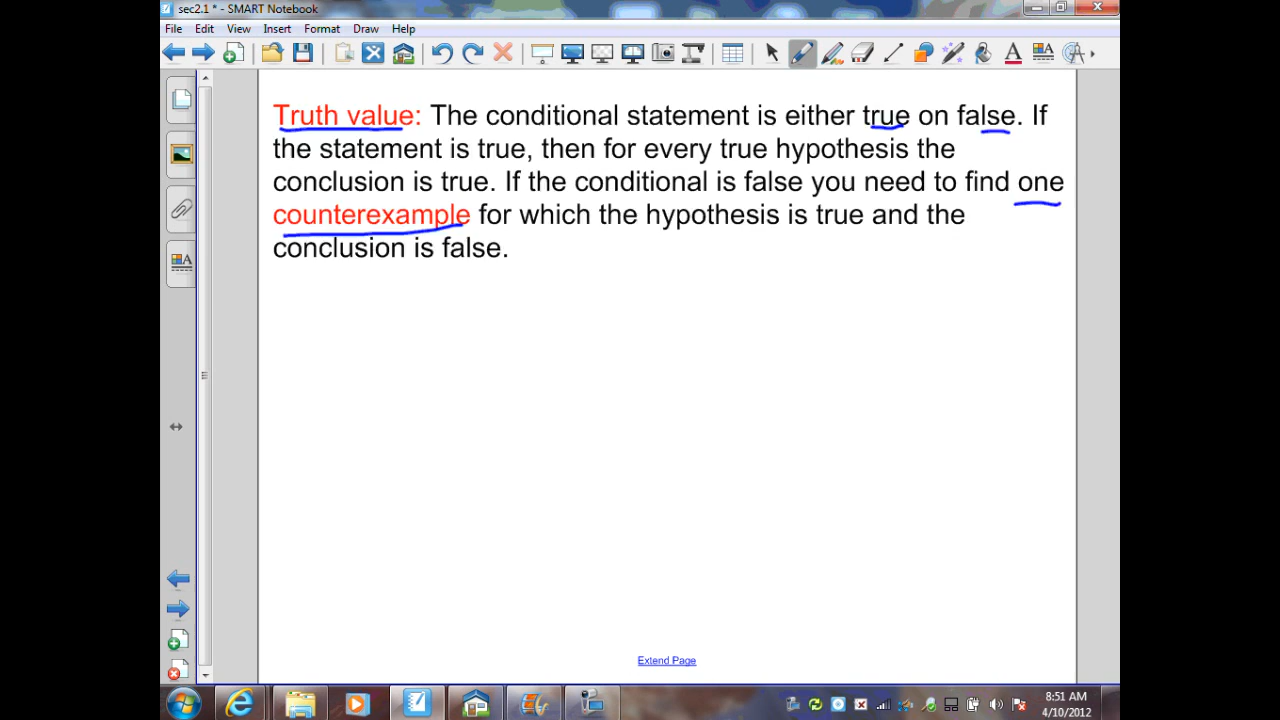 sec2.1 * - SMART Notebook
File Edit View Insert Format Draw Help
Truth value: The conditional statement is either true on false. If
the statement is true, then for every true hypothesis the
conclusion is true. If the conditional is false you need to find one
counterexample for which the hypothesis is true and the
conclusion is false.
Extend Page
8:51 AM
4/10/2012